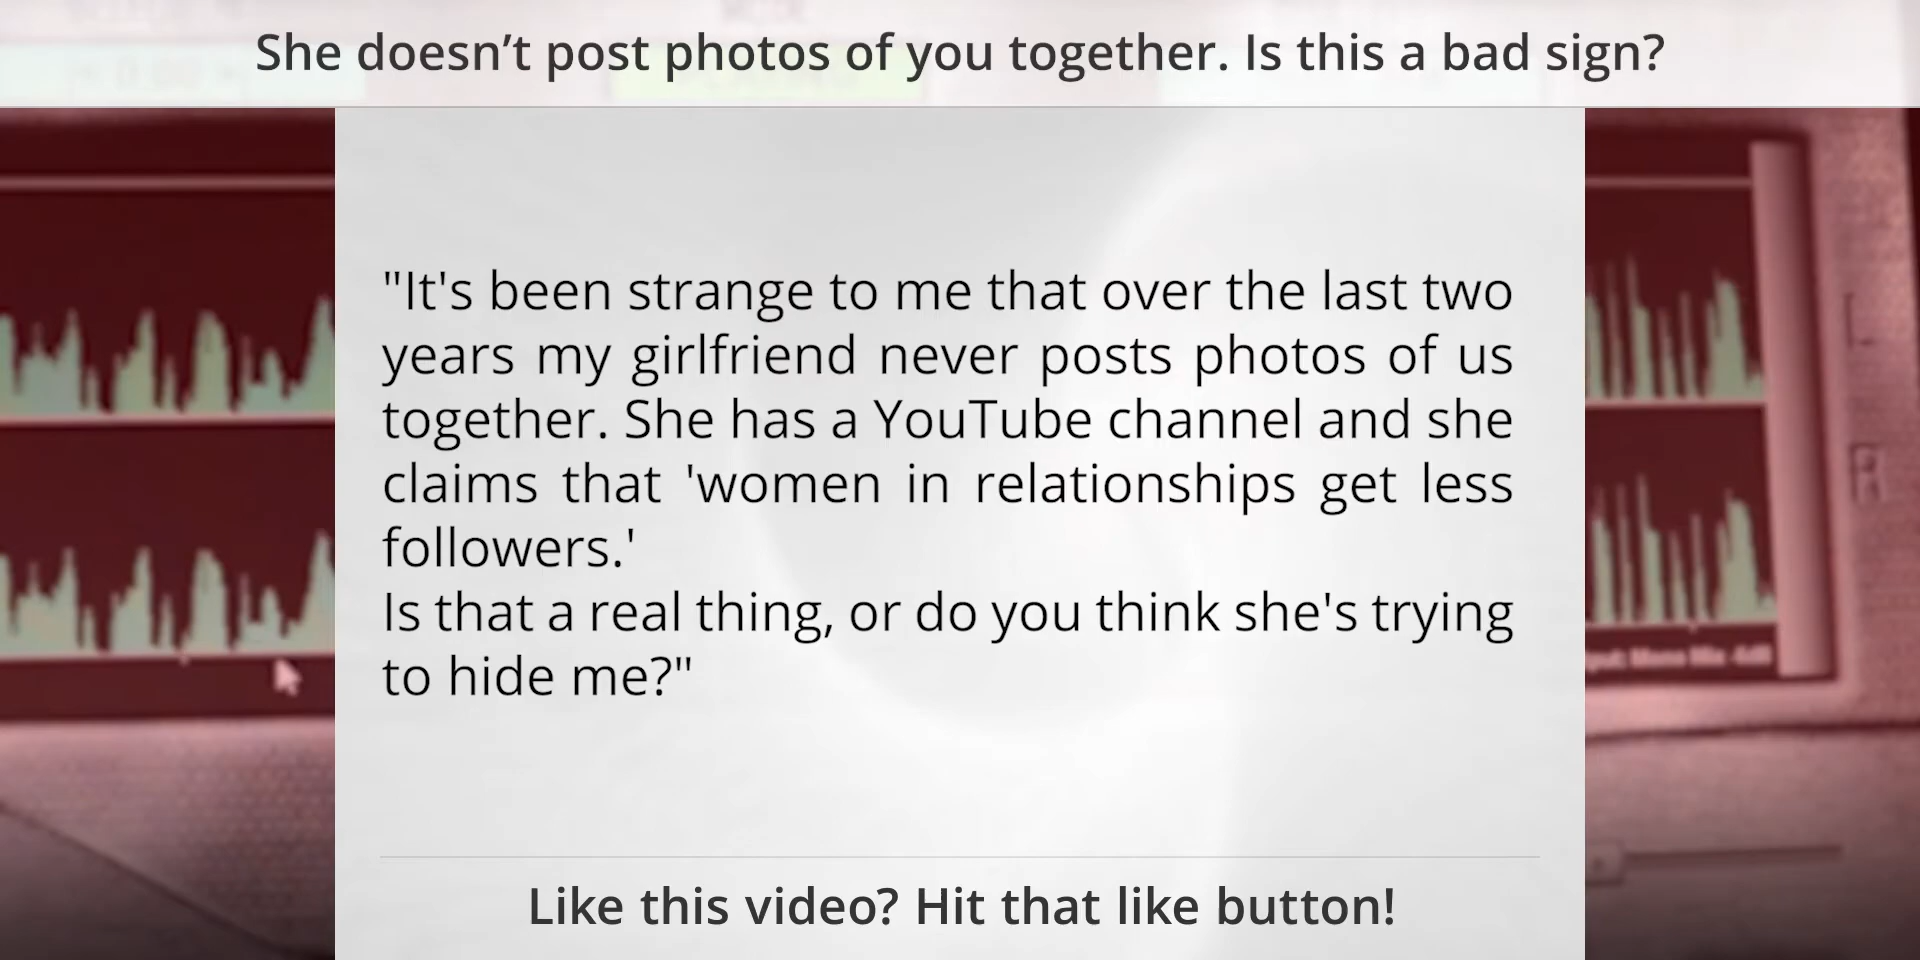 She doesn’t post photos of you together. Is this a bad sign?
"It's been strange to me that over the last two
years my girlfriend never posts photos of us
together. She has a YouTube channel and she
claims that 'women in relationships get less
followers.'
Is that a real thing, or do you think she's trying
to hide me?"
Like this video? Hit that like button!